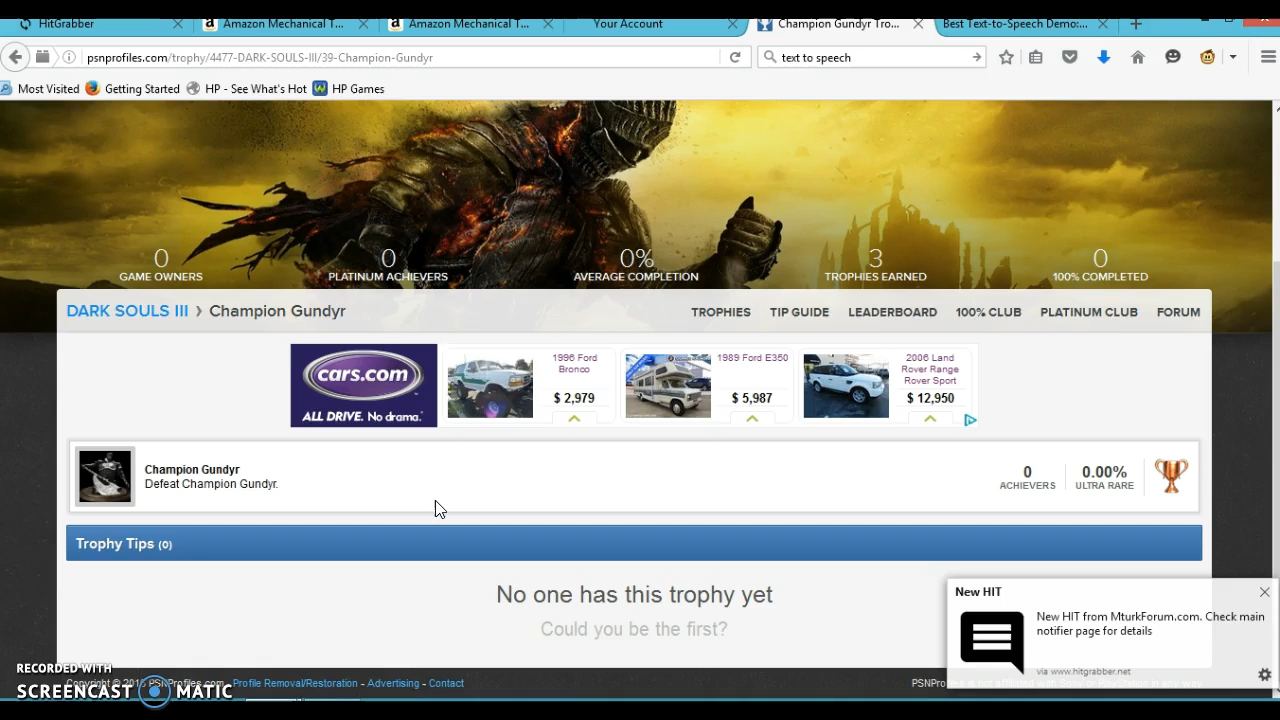 HitGrabber
Amazon Mechanical T...
Amazon Mechanical T...
Your Account
Champion Gundyr Tro...
Best Text-to-Speech Demo:...
psnprofiles.com/trophy/4477-DARK-SOULS-III/39-Champion-Gundyr
text to speech
Most Visited
Getting Started
HP - See What's Hot
HP Games
0
GAME OWNERS
0
PLATINUM ACHIEVERS
0%
AVERAGE COMPLETION
3
TROPHIES EARNED
0
100% COMPLETED
DARK SOULS III › Champion Gundyr
TROPHIES
TIP GUIDE
LEADERBOARD
100% CLUB
PLATINUM CLUB
FORUM
cars.com
ALL DRIVE. No drama.
1996 Ford
Bronco
$ 2,979
1989 Ford E350
$ 5,987
2006 Land
Rover Range
Rover Sport
$ 12,950
Champion Gundyr
Defeat Champion Gundyr.
0
ACHIEVERS
0.00%
ULTRA RARE
Trophy Tips (0)
No one has this trophy yet
Could you be the first?
New HIT
New HIT from MturkForum.com. Check main
notifier page for details
via www.hitgrabber.net
RECORDED WITH
SCREENCAST MATIC
Profile Removal/Restoration - Advertising - Contact